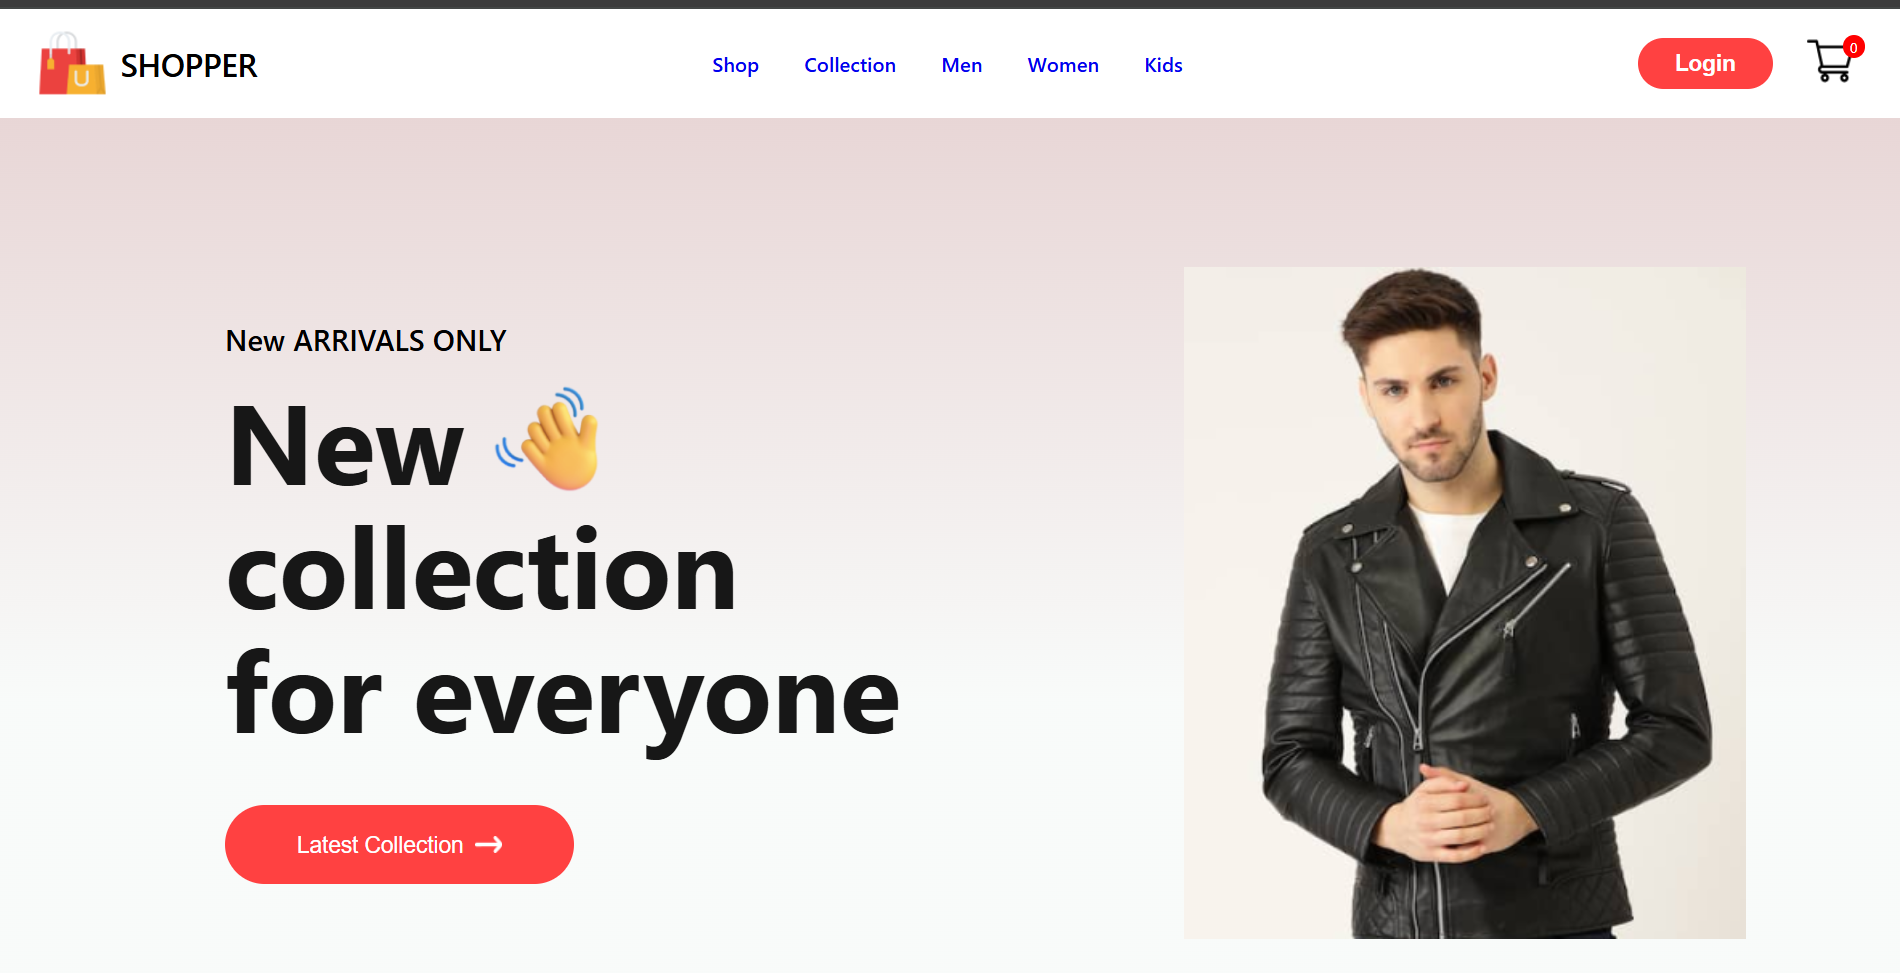 SHOPPER
Shop Collection Men Women Kids
Login
0
U
New ARRIVALS ONLY
New 👋
collection
for everyone
Latest Collection →